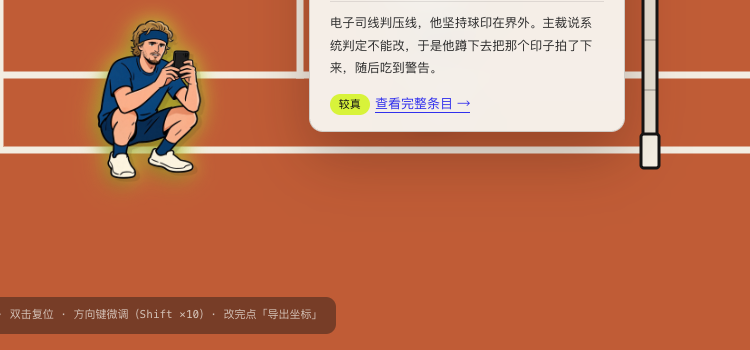 电子司线判压线，他坚持球印在界外。主裁说系
统判定不能改，于是他蹲下去把那个印子拍了下
来，随后吃到警告。
较真 查看完整条目 →
· 双击复位 · 方向键微调（Shift ×10）· 改完点「导出坐标」